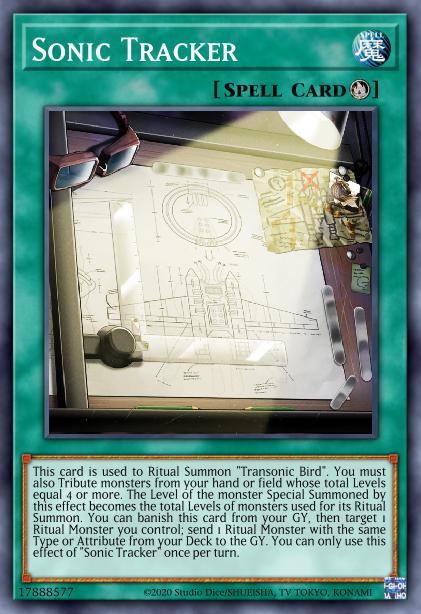 SONIC TRACKER
SPELL
魔
[SPELL CARD]
This card is used to Ritual Summon "Transonic Bird". You must
also Tribute monsters from your hand or field whose total Levels
equal 4 or more. The Level of the monster Special Summoned by
this effect becomes the total Levels of monsters used for its Ritual
Summon. You can banish this card from your GY, then target 1
Ritual Monster you control; send 1 Ritual Monster with the same
Type or Attribute from your Deck to the GY. You can only use this
effect of "Sonic Tracker" once per turn.
17888577
©2020 Studio Dice/SHUEISHA, TV TOKYO, KONAMI